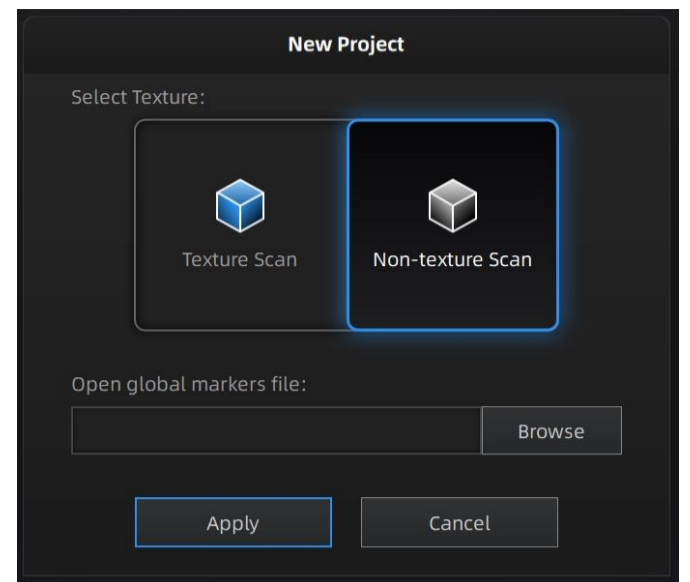 New Project
Select Texture:
Texture Scan
Non-texture Scan
Open global markers file:
Browse
Apply
Cancel